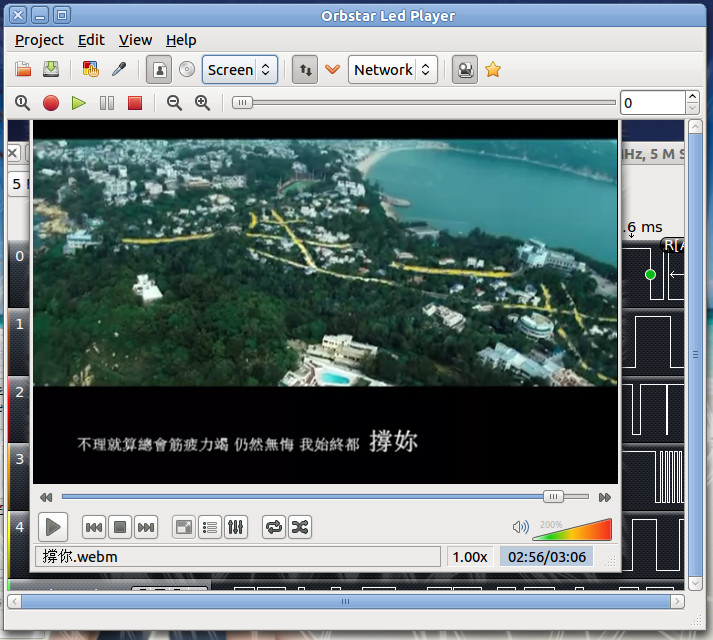 Orbstar Led Player
Project Edit View Help
Screen Network
0
Hz, 5 M S
5
.6 ms
R[A
0
1
2
3
4
不理就算總會筋疲力竭 仍然無悔 我始終都 撐妳
200%
撐你.webm 1.00x 02:56/03:06